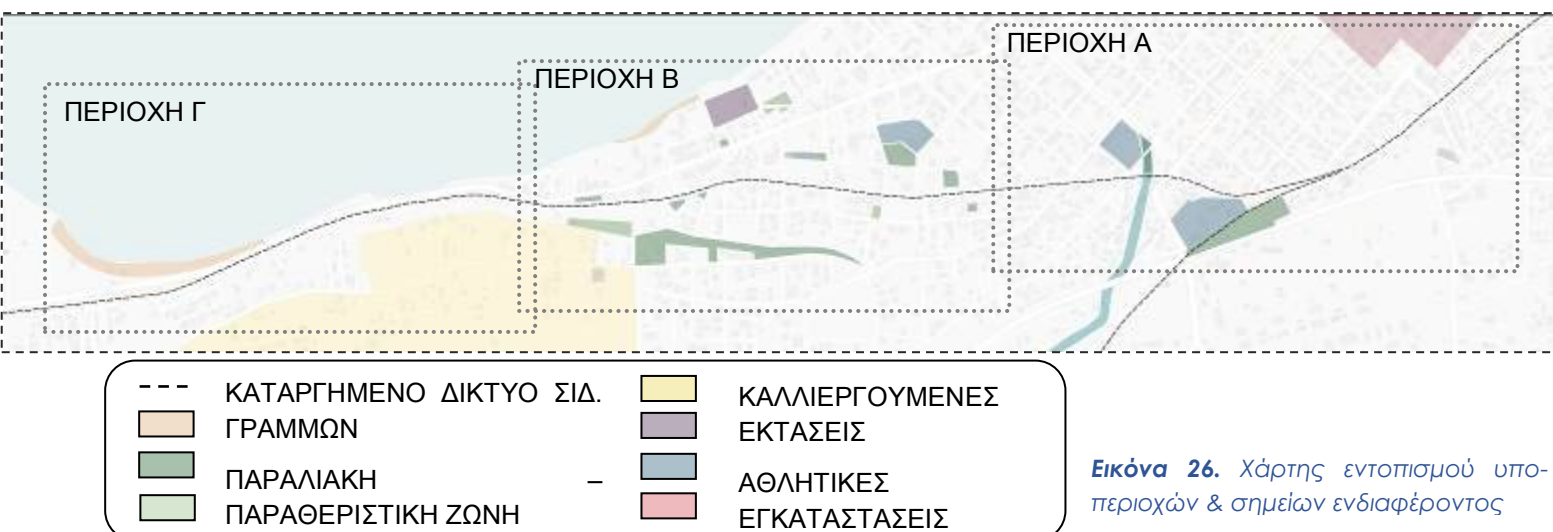 ΠΕΡΙΟΧΗ Α
ΠΕΡΙΟΧΗ Β
ΠΕΡΙΟΧΗ Γ
ΚΑΤΑΡΓΗΜΕΝΟ ΔΙΚΤΥΟ ΣΙΔ.
ΓΡΑΜΜΩΝ
ΠΑΡΑΛΙΑΚΗ –
ΠΑΡΑΘΕΡΙΣΤΙΚΗ ΖΩΝΗ
ΚΑΛΛΙΕΡΓΟΥΜΕΝΕΣ
ΕΚΤΑΣΕΙΣ
ΑΘΛΗΤΙΚΕΣ
ΕΓΚΑΤΑΣΤΑΣΕΙΣ
Εικόνα 26. Χάρτης εντοπισμού υπο-
περιοχών & σημείων ενδιαφέροντος